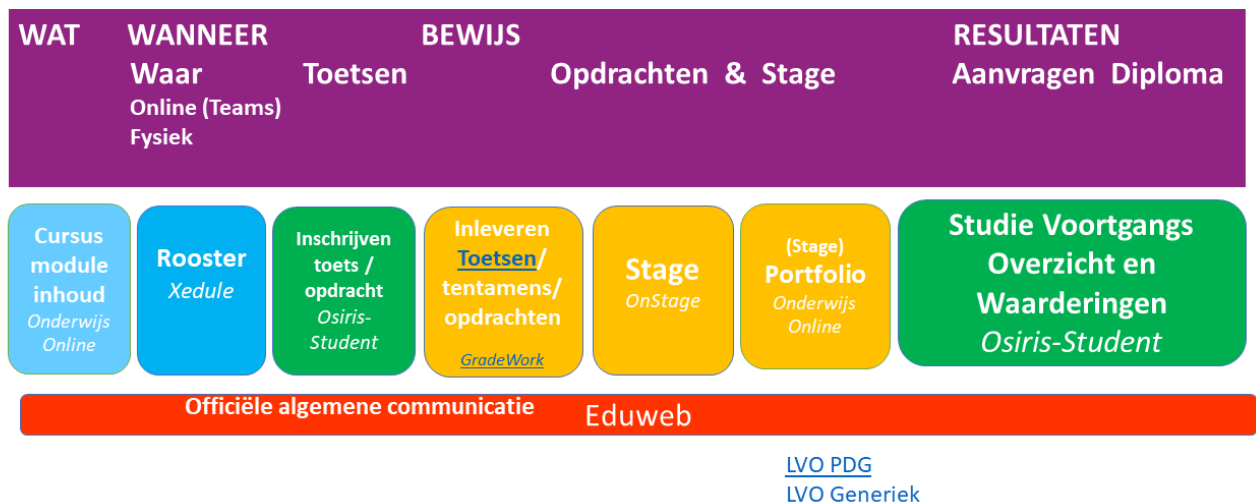 WAT WANNEER BEWIJS RESULTATEN
Waar Toetsen Opdrachten & Stage Aanvragen Diploma
Online (Teams)
Fysiek
Cursus
module
inhoud
Onderwijs
Online
Rooster
Xedule
Inschrijven
toets /
opdracht
Osiris-
Student
Inleveren
Toetsen/
tentamens/
opdrachten
GradeWork
Stage
OnStage
(Stage)
Portfolio
Onderwijs
Online
Studie Voortgangs
Overzicht en
Waarderingen
Osiris-Student
Officiële algemene communicatie Eduweb
LVO PDG
LVO Generiek